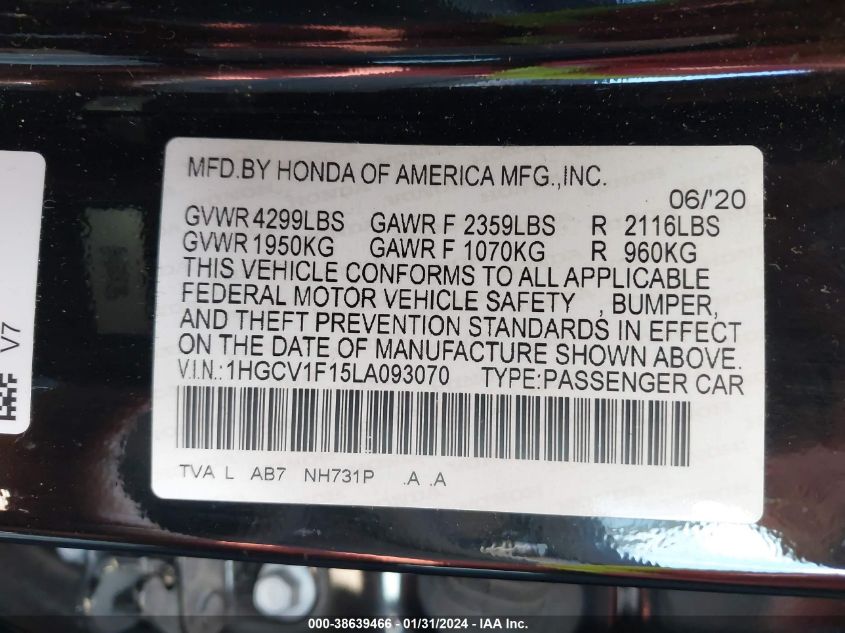 MFD.BY HONDA OF AMERICA MFG.,INC.
06/'20
GVWR 4299LBS GAWR F 2359LBS R 2116LBS
GVWR 1950KG GAWR F 1070KG R 960KG
THIS VEHICLE CONFORMS TO ALL APPLICABLE
FEDERAL MOTOR VEHICLE SAFETY , BUMPER,
AND THEFT PREVENTION STANDARDS IN EFFECT
ON THE DATE OF MANUFACTURE SHOWN ABOVE.
V.I.N.:1HGCV1F15LA093070 TYPE:PASSENGER CAR
TVA L AB7 NH731P .A .A
V7
000-38639466 - 01/31/2024 - IAA Inc.